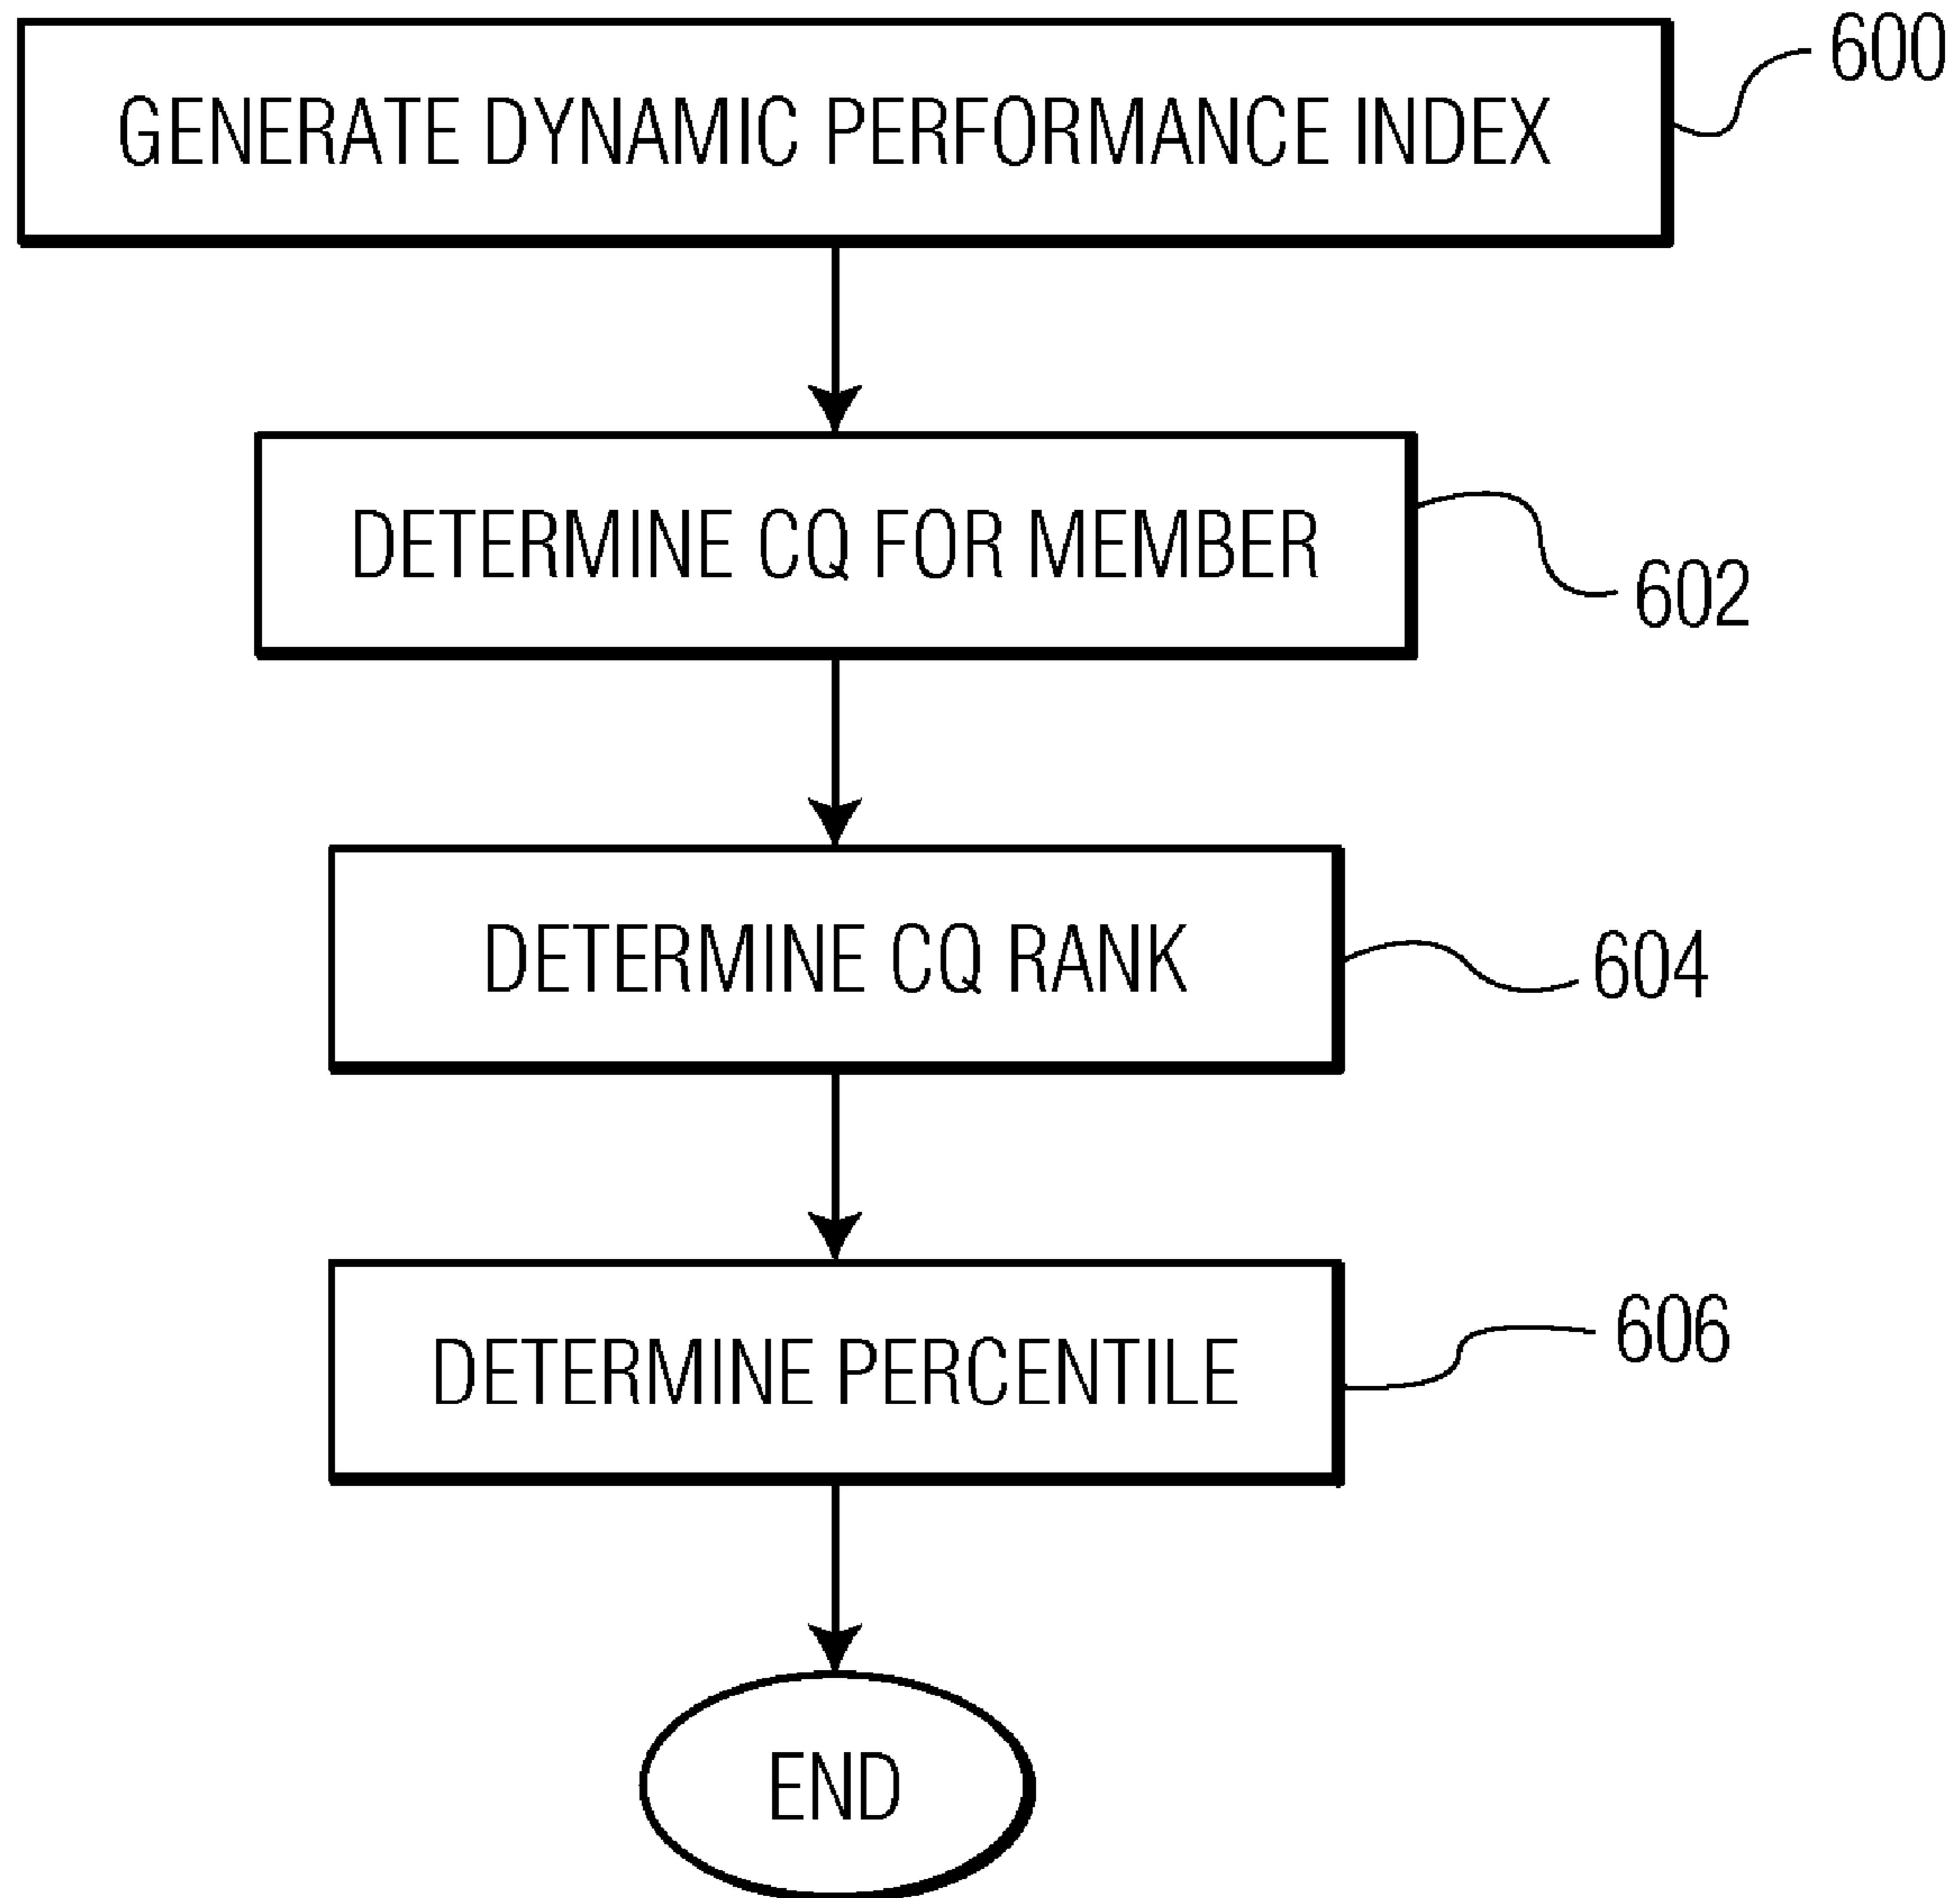 GENERATE DYNAMIC PERFORMANCE INDEX
600
DETERMINE CQ FOR MEMBER
602
DETERMINE CQ RANK
604
DETERMINE PERCENTILE
606
END